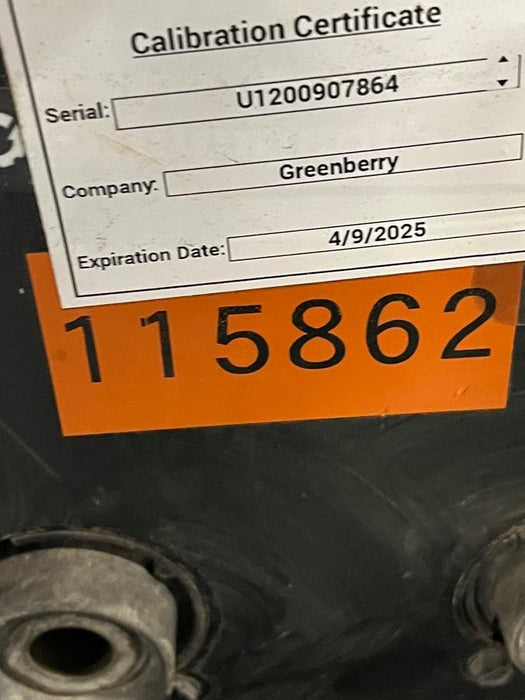 Calibration Certificate
Serial: U1200907864
Company: Greenberry
Expiration Date: 4/9/2025
115862